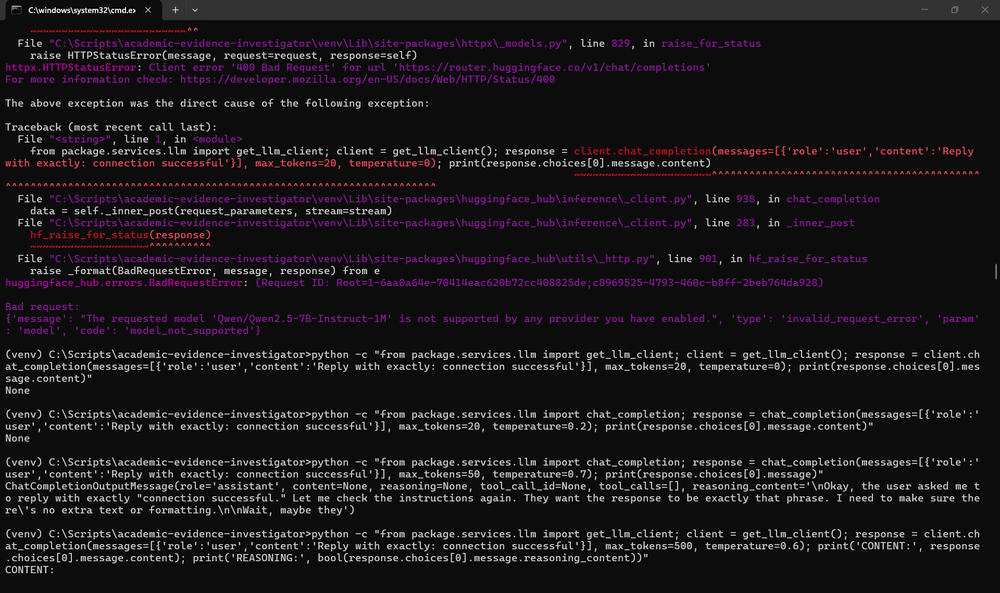 C:\windows\system32\cmd.ex
~~~~~~~~~~~~~~~~~~~~~~~~~^^
File "C:\Scripts\academic-evidence-investigator\venv\Lib\site-packages\httpx\_models.py", line 829, in raise_for_status
raise HTTPStatusError(message, request=request, response=self)
httpx.HTTPStatusError: Client error '400 Bad Request' for url 'https://router.huggingface.co/v1/chat/completions'
For more information check: https://developer.mozilla.org/en-US/docs/Web/HTTP/Status/400
The above exception was the direct cause of the following exception:
Traceback (most recent call last):
File "<string>", line 1, in <module>
from package.services.llm import get_llm_client; client = get_llm_client(); response = client.chat_completion(messages=[{'role':'user','content':'Reply
with exactly: connection successful'}], max_tokens=20, temperature=0); print(response.choices[0].message.content)
~~~~~~~~~~~~~~~~~~~~~~^^^^^^^^^^^^^^^^^^^^^^^^^^^^^^^^^^^^^^^^^^^
^^^^^^^^^^^^^^^^^^^^^^^^^^^^^^^^^^^^^^^^^^^^^^^^^^^^^^^^^^^^^^^^^^^^^
File "C:\Scripts\academic-evidence-investigator\venv\Lib\site-packages\huggingface_hub\inference\_client.py", line 938, in chat_completion
data = self._inner_post(request_parameters, stream=stream)
File "C:\Scripts\academic-evidence-investigator\venv\Lib\site-packages\huggingface_hub\inference\_client.py", line 283, in _inner_post
hf_raise_for_status(response)
~~~~~~~~~~~~~~~~~~~^^^^^^^^^^
File "C:\Scripts\academic-evidence-investigator\venv\Lib\site-packages\huggingface_hub\utils\_http.py", line 901, in hf_raise_for_status
raise _format(BadRequestError, message, response) from e
huggingface_hub.errors.BadRequestError: (Request ID: Root=1-6aa0a64e-70414eac620b72cc408825de;c8969525-4793-460c-b8ff-2beb764da928)
Bad request:
{'message': "The requested model 'Qwen/Qwen2.5-7B-Instruct-1M' is not supported by any provider you have enabled.", 'type': 'invalid_request_error', 'param'
: 'model', 'code': 'model_not_supported'}
(venv) C:\Scripts\academic-evidence-investigator>python -c "from package.services.llm import get_llm_client; client = get_llm_client(); response = client.ch
at_completion(messages=[{'role':'user','content':'Reply with exactly: connection successful'}], max_tokens=20, temperature=0); print(response.choices[0].mes
sage.content)"
None
(venv) C:\Scripts\academic-evidence-investigator>python -c "from package.services.llm import chat_completion; response = chat_completion(messages=[{'role':'
user','content':'Reply with exactly: connection successful'}], max_tokens=20, temperature=0.2); print(response.choices[0].message.content)"
None
(venv) C:\Scripts\academic-evidence-investigator>python -c "from package.services.llm import chat_completion; response = chat_completion(messages=[{'role':'
user','content':'Reply with exactly: connection successful'}], max_tokens=50, temperature=0.7); print(response.choices[0].message)"
ChatCompletionOutputMessage(role='assistant', content=None, reasoning=None, tool_call_id=None, tool_calls=[], reasoning_content='\nOkay, the user asked me t
o reply with exactly "connection successful." Let me check the instructions again. They want the response to be exactly that phrase. I need to make sure the
re\'s no extra text or formatting.\n\nWait, maybe they')
(venv) C:\Scripts\academic-evidence-investigator>python -c "from package.services.llm import get_llm_client; client = get_llm_client(); response = client.ch
at_completion(messages=[{'role':'user','content':'Reply with exactly: connection successful'}], max_tokens=500, temperature=0.6); print('CONTENT:', response
.choices[0].message.content); print('REASONING:', bool(response.choices[0].message.reasoning_content))"
CONTENT: